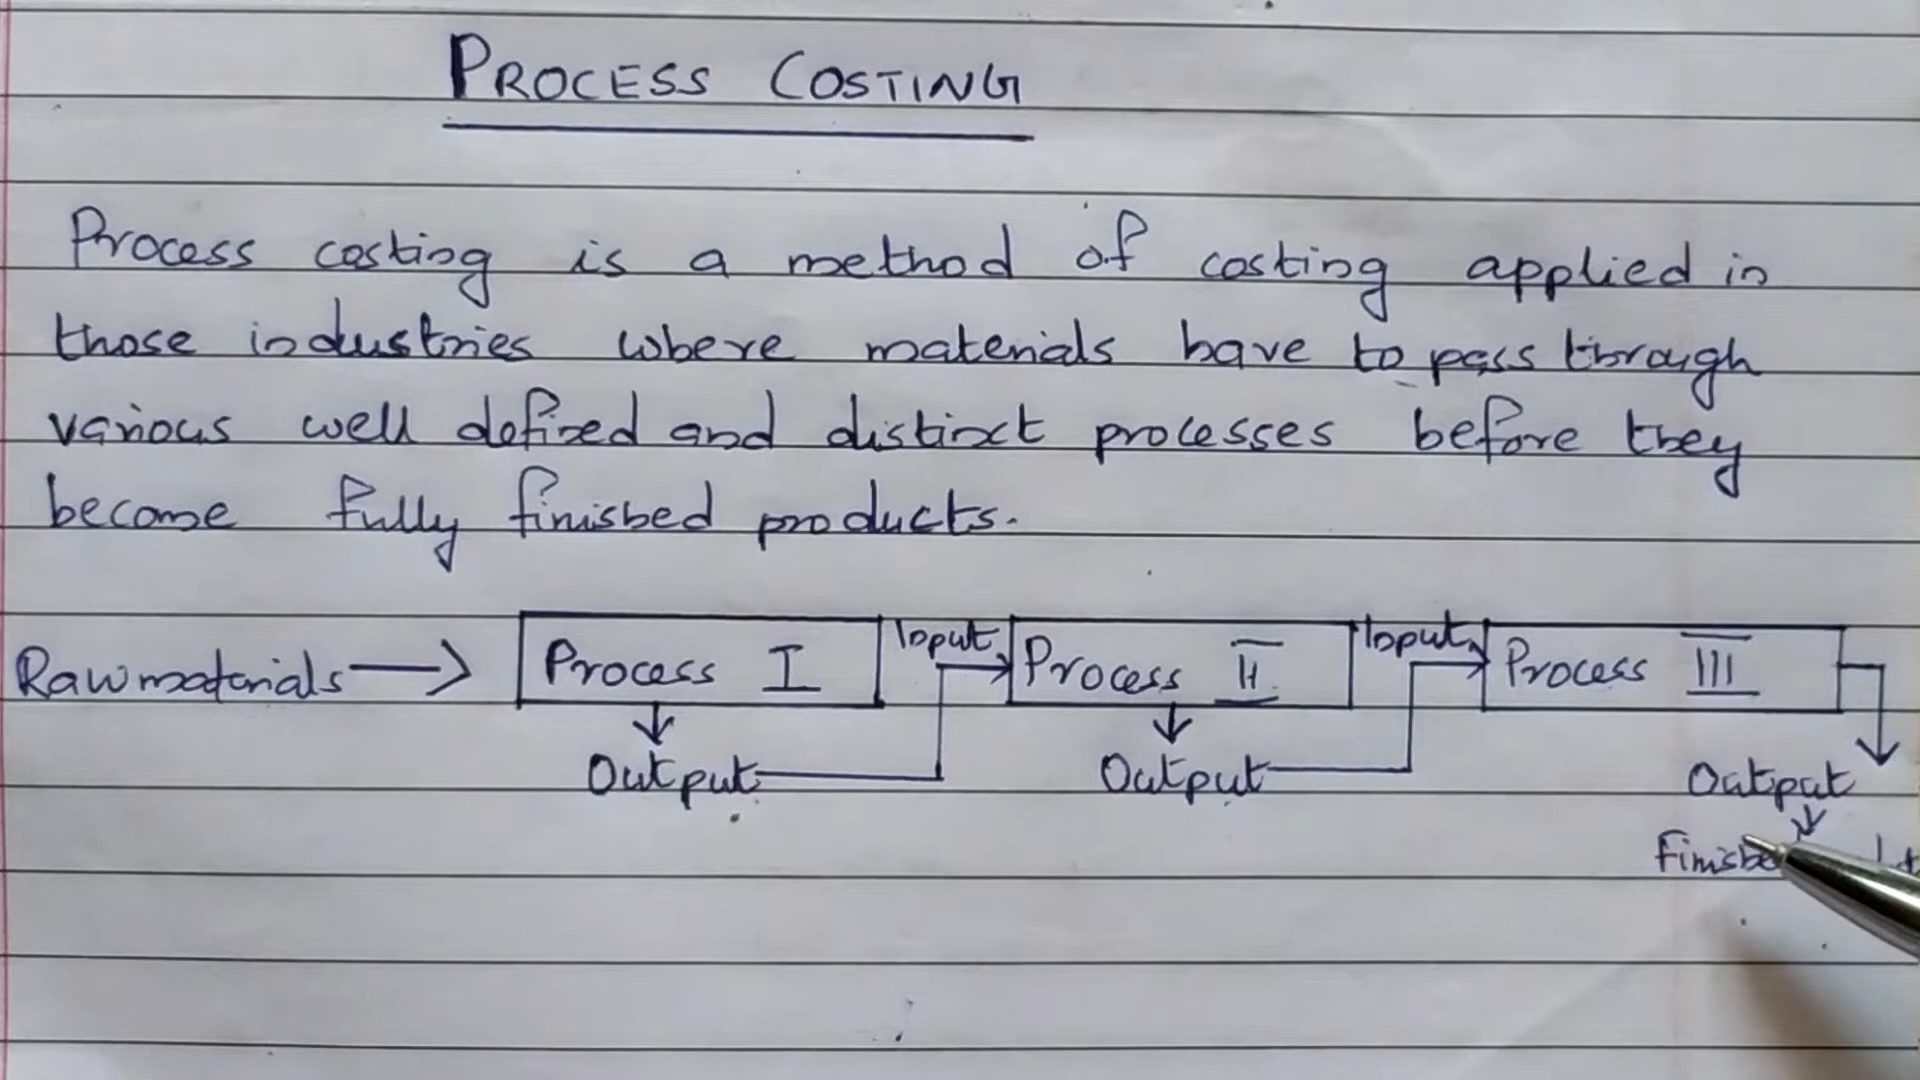 PROCESS COSTING
Process costing is a method of costing applied in
those industries where materials have to pass through
various well defined and distinct processes before they
become fully finished products.
Input Input
Raw materials → Process I Process II Process III
Output Output Output